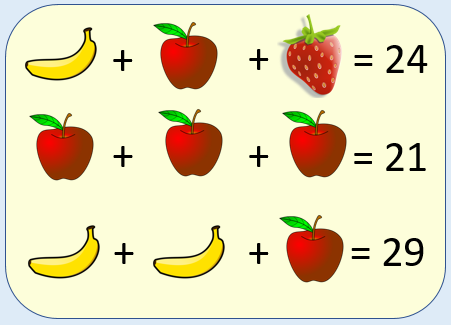 + + = 24
+ + = 21
+ + = 29